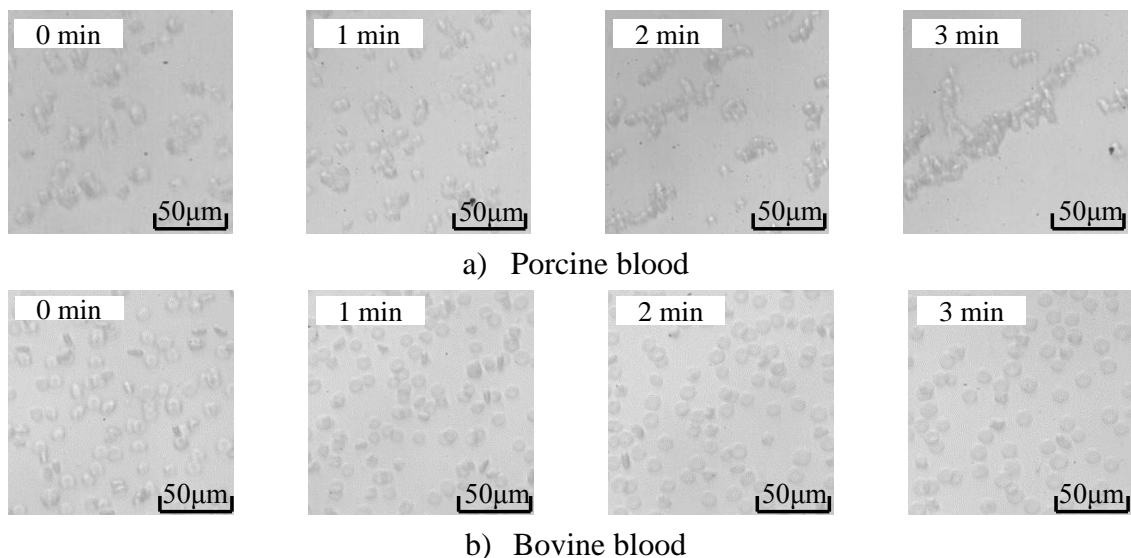 0 min 1 min 2 min 3 min
50μm 50μm 50μm 50μm
a) Porcine blood
0 min 1 min 2 min 3 min
50μm 50μm 50μm 50μm
b) Bovine blood